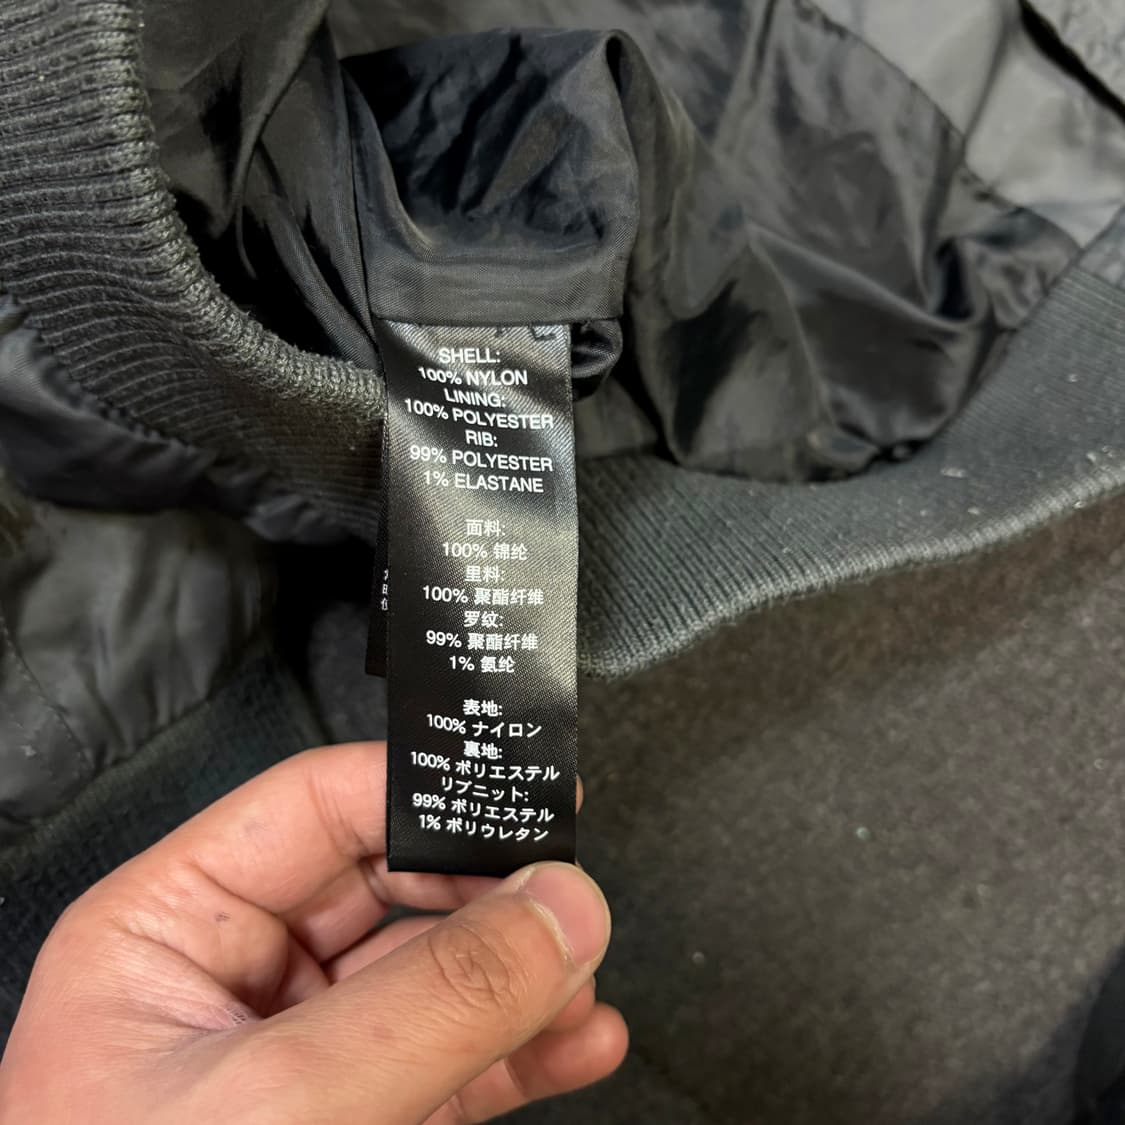 SHELL:
100% NYLON
LINING:
100% POLYESTER
RIB:
99% POLYESTER
1% ELASTANE
面料:
100% 锦纶
里料:
100% 聚酯纤维
罗纹:
99% 聚酯纤维
1% 氨纶
表地:
100% ナイロン
裏地:
100% ポリエステル
リブニット:
99% ポリエステル
1% ポリウレタン